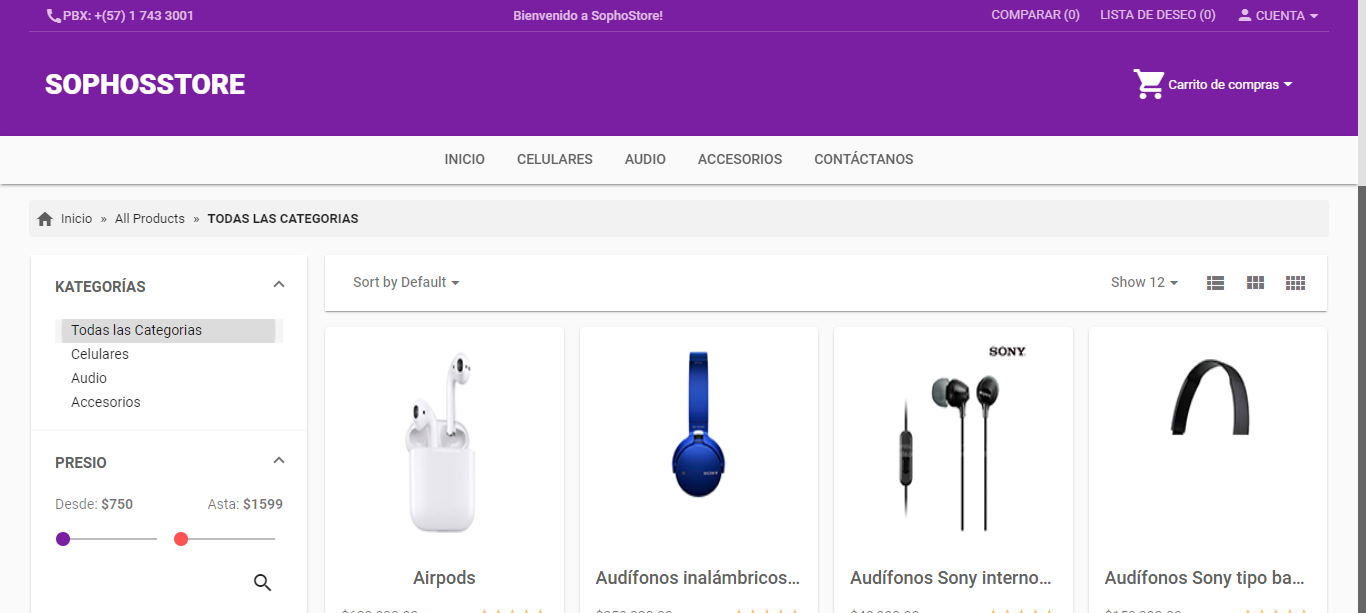 PBX: +(57) 1 743 3001
Bienvenido a SophoStore!
COMPARAR (0) LISTA DE DESEO (0) CUENTA
SOPHOSSTORE
Carrito de compras
INICIO CELULARES AUDIO ACCESORIOS CONTÁCTANOS
Inicio » All Products » TODAS LAS CATEGORIAS
KATEGORÍAS
Todas las Categorias
Celulares
Audio
Accesorios
PRESIO
Desde: $750 Asta: $1599
Sort by Default
Show 12
SONY
Airpods
Audífonos inalámbricos...
Audífonos Sony interno...
Audífonos Sony tipo ba...